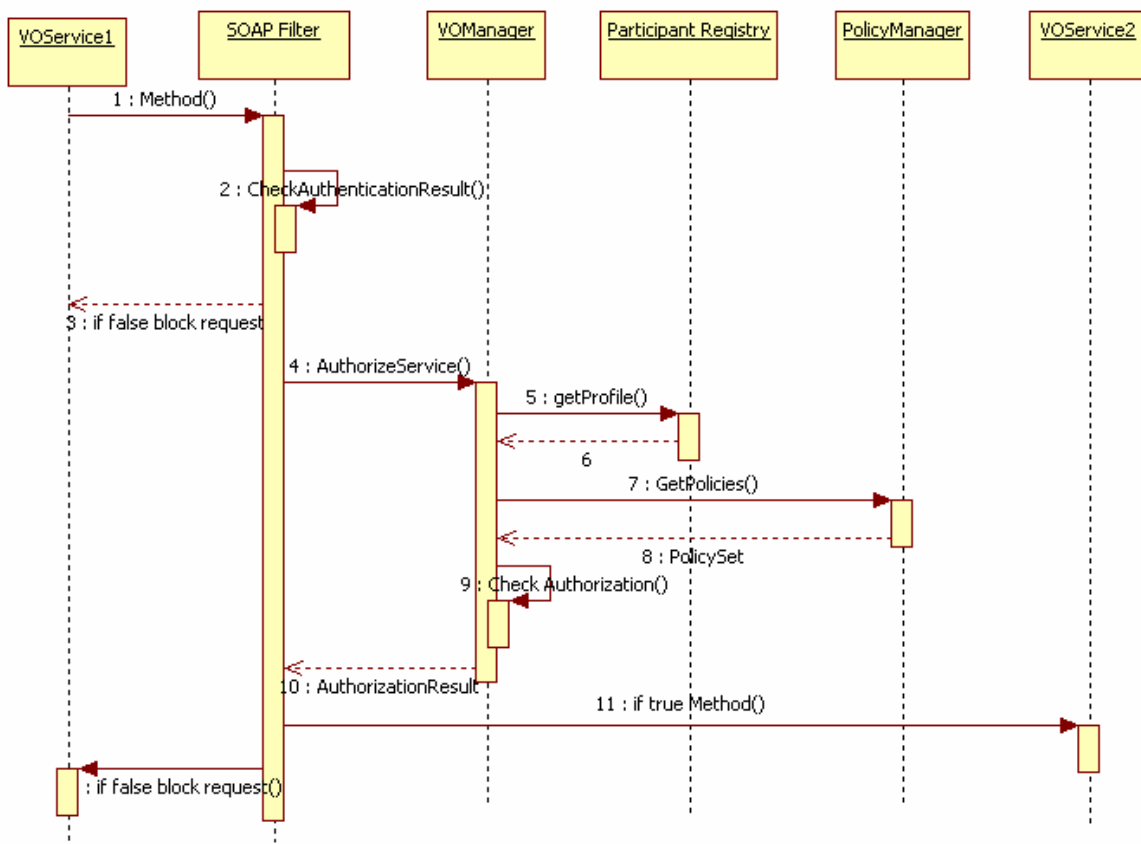 VOService1
SOAP Filter
VOManager
Participant Registry
PolicyManager
VOService2
1 : Method()
2 : CheckAuthenticationResult()
3 : if false block request
4 : AuthorizeService()
5 : getProfile()
6
7 : GetPolicies()
8 : PolicySet
9 : Check Authorization()
10 : AuthorizationResult
11 : if true Method()
: if false block request()